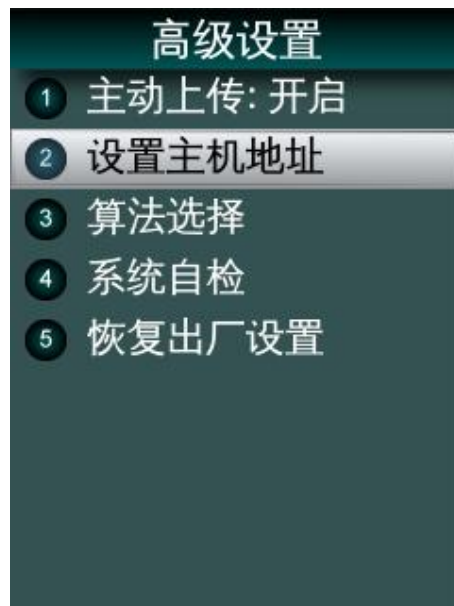 高级设置
1 主动上传: 开启
2 设置主机地址
3 算法选择
4 系统自检
5 恢复出厂设置